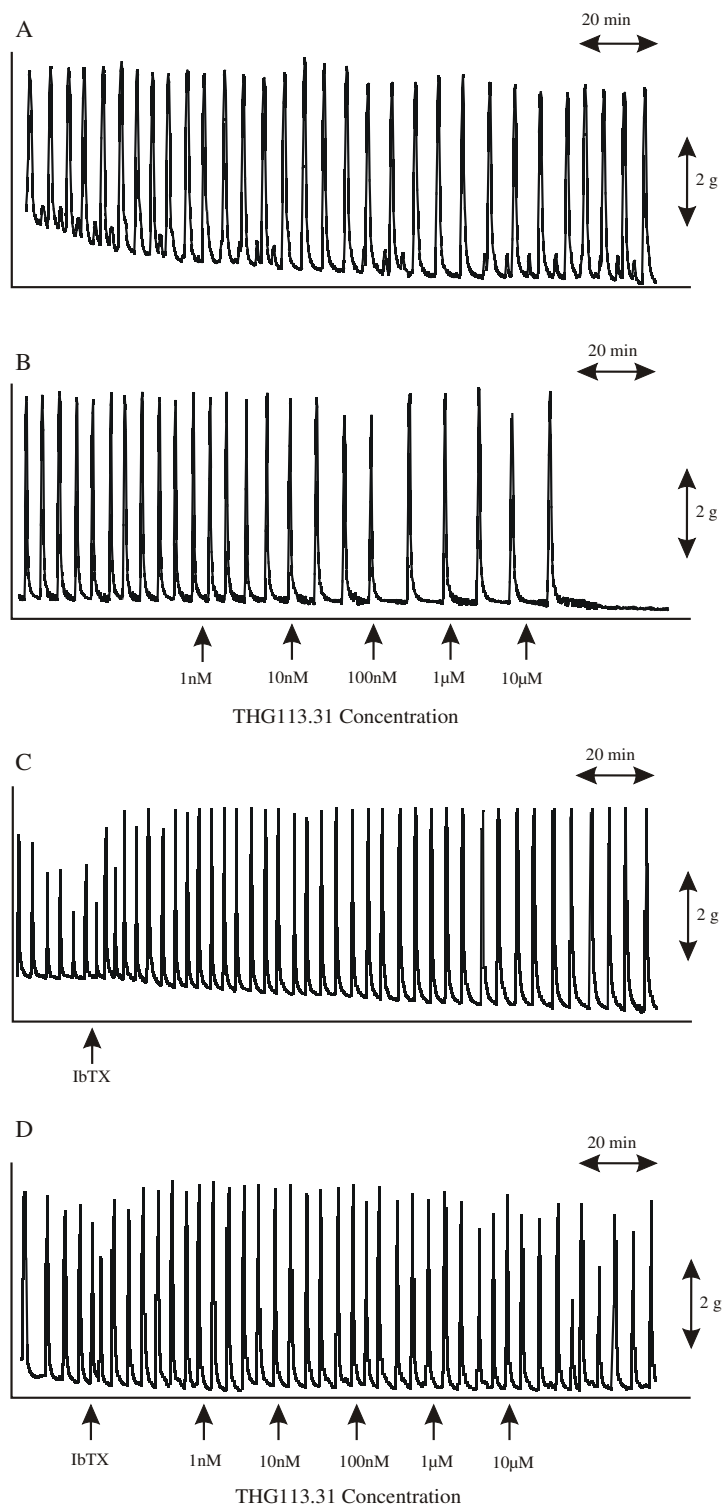 A
20 min
2 g
B
20 min
2 g
1nM 10nM 100nM 1μM 10μM
THG113.31 Concentration
C
20 min
2 g
IbTX
D
20 min
2 g
IbTX 1nM 10nM 100nM 1μM 10μM
THG113.31 Concentration